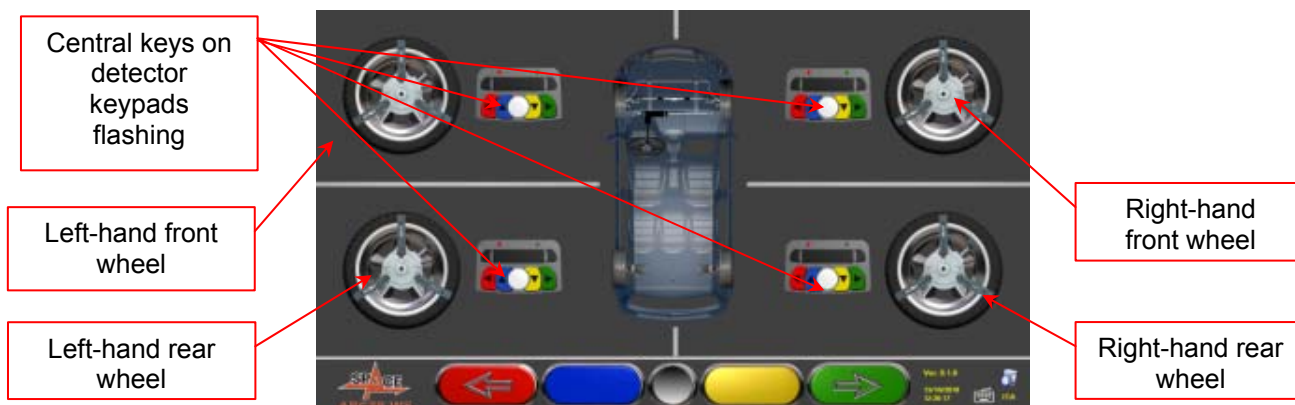 Central keys on
detector
keypads
flashing
Left-hand front
wheel
Left-hand rear
wheel
Right-hand
front wheel
Right-hand rear
wheel
SPACE